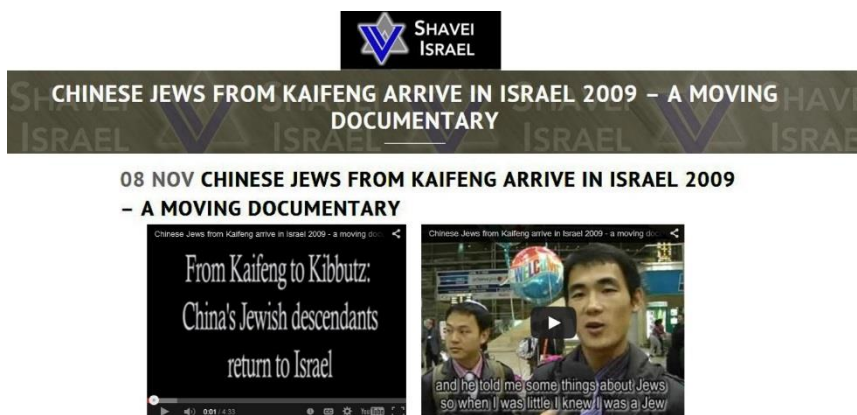 SHAVEI
ISRAEL
CHINESE JEWS FROM KAIFENG ARRIVE IN ISRAEL 2009 – A MOVING
DOCUMENTARY
08 NOV CHINESE JEWS FROM KAIFENG ARRIVE IN ISRAEL 2009
– A MOVING DOCUMENTARY
Chinese Jews from Kaifeng arrive in Israel 2009 - a moving doc
From Kaifeng to Kibbutz:
China's Jewish descendants
return to Israel
0:01 / 4:33
YouTube
Chinese Jews from Kaifeng arrive in Israel 2009 - a moving do
WELCOME
and he told me some things about Jews
so when I was little I knew I was a Jew